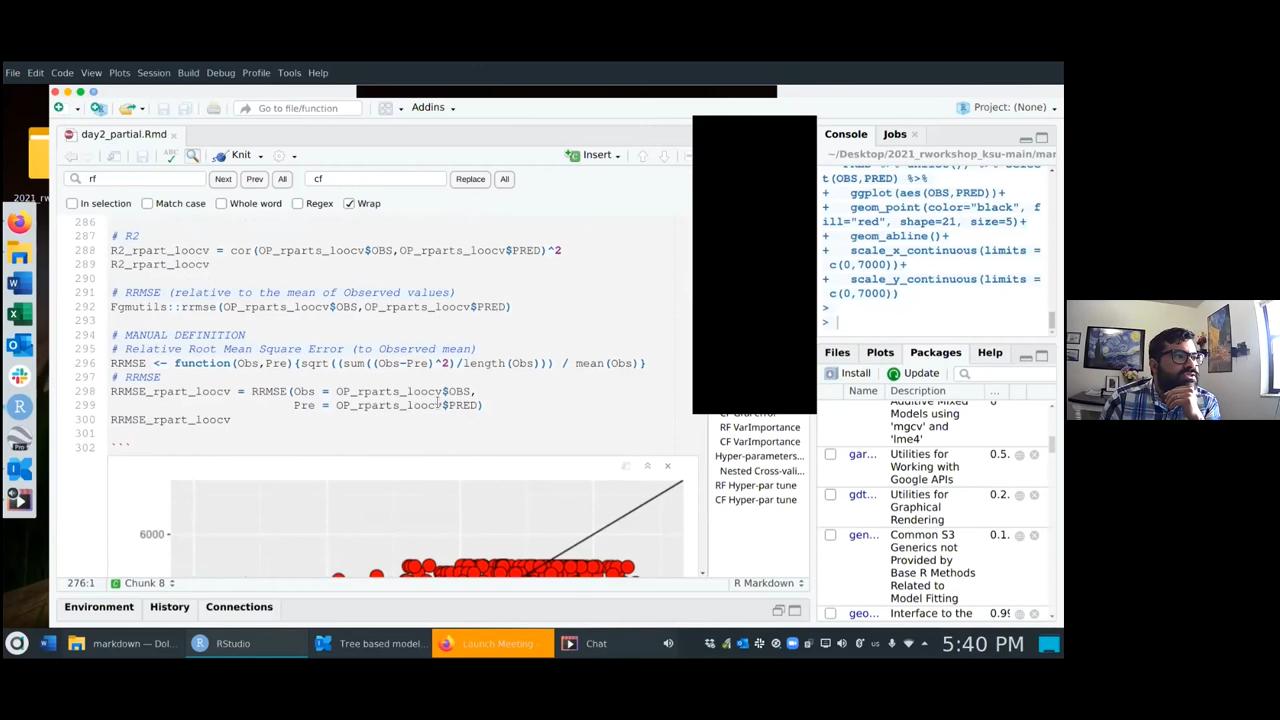 File Edit Code View Plots Session Build Debug Profile Tools Help
Go to file/function
Addins
Project: (None)
day2_partial.Rmd
ABC
Knit
Insert
rf
Next
Prev
All
cf
Replace
All
In selection
Match case
Whole word
Regex
Wrap
286
287 # R2
288 R2_rpart_loocv = cor(OP_rparts_loocv$OBS,OP_rparts_loocv$PRED)^2
289 R2_rpart_loocv
290
291 # RRMSE (relative to the mean of Observed values)
292 Fgmutils::rrmse(OP_rparts_loocv$OBS,OP_rparts_loocv$PRED)
293
294 # MANUAL DEFINITION
295 # Relative Root Mean Square Error (to Observed mean)
296 RRMSE <- function(Obs,Pre){sqrt((sum((Obs-Pre)^2)/length(Obs))) / mean(Obs)}
297 # RRMSE
298 RRMSE_rpart_loocv = RRMSE(Obs = OP_rparts_loocv$OBS,
299 Pre = OP_rparts_loocv$PRED)
300 RRMSE_rpart_loocv
301
302 ```
6000
276:1
Chunk 8
R Markdown
RF VarImportance
CF VarImportance
Hyper-parameters...
Nested Cross-vali...
RF Hyper-par tune
CF Hyper-par tune
Environment History Connections
Console Jobs
~/Desktop/2021_rworkshop_ksu-main/mar
t(OBS,PRED) %>%
+ ggplot(aes(OBS,PRED))+
+ geom_point(color="black", f
ill="red", shape=21, size=5)+
+ geom_abline()+
+ scale_x_continuous(limits =
c(0,7000))+
+ scale_y_continuous(limits =
c(0,7000))
>
>
Files Plots Packages Help
Install
Update
Name Description ...
Additive Mixed
Models using
'mgcv' and
'lme4'
gar... Utilities for 0.5.
Working with
Google APIs
gdt... Utilities for 0.2.
Graphical
Rendering
gen... Common S3 0.1.
Generics not
Provided by
Base R Methods
Related to
Model Fitting
geo... Interface to the 0.99
2021_rw
markdown — Dol...
RStudio
Tree based model...
Launch Meeting
Chat
us
5:40 PM